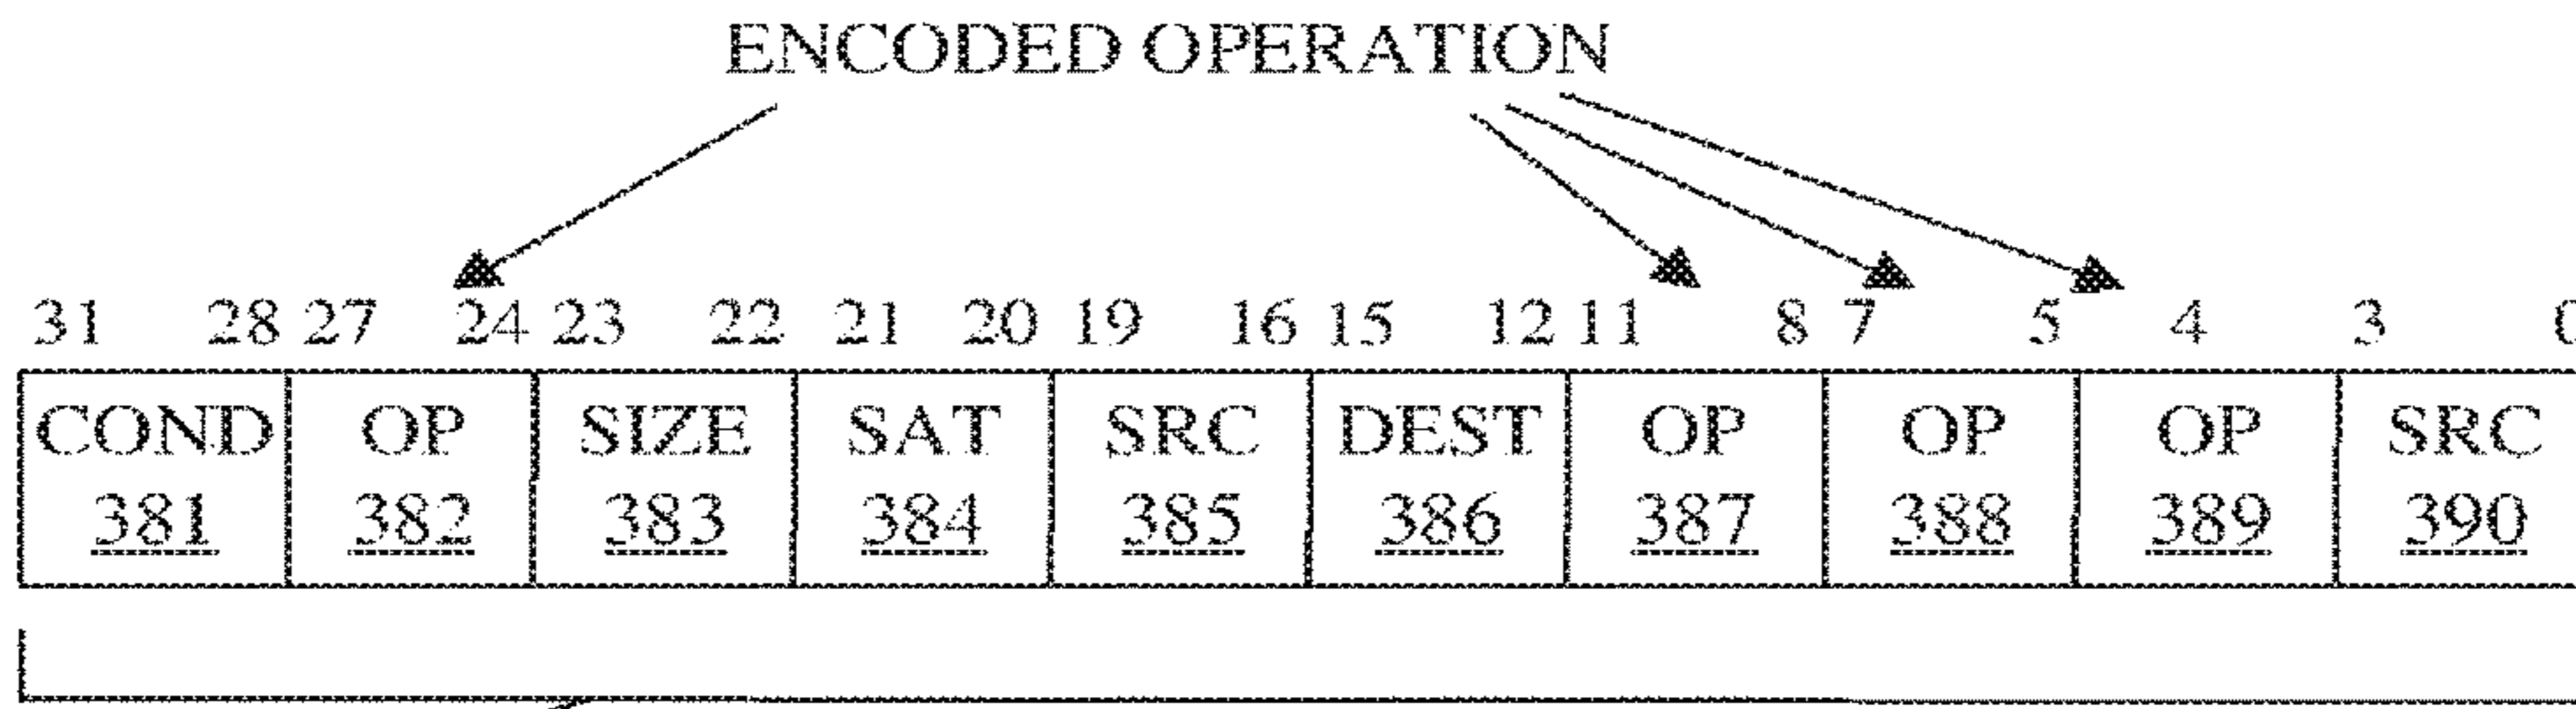 ENCODED OPERATION
31 28 27 24 23 22 21 20 19 16 15 12 11 8 7 5 4 3 0
COND OP SIZE SAT SRC DEST OP OP OP SRC
381 382 383 384 385 386 387 388 389 390